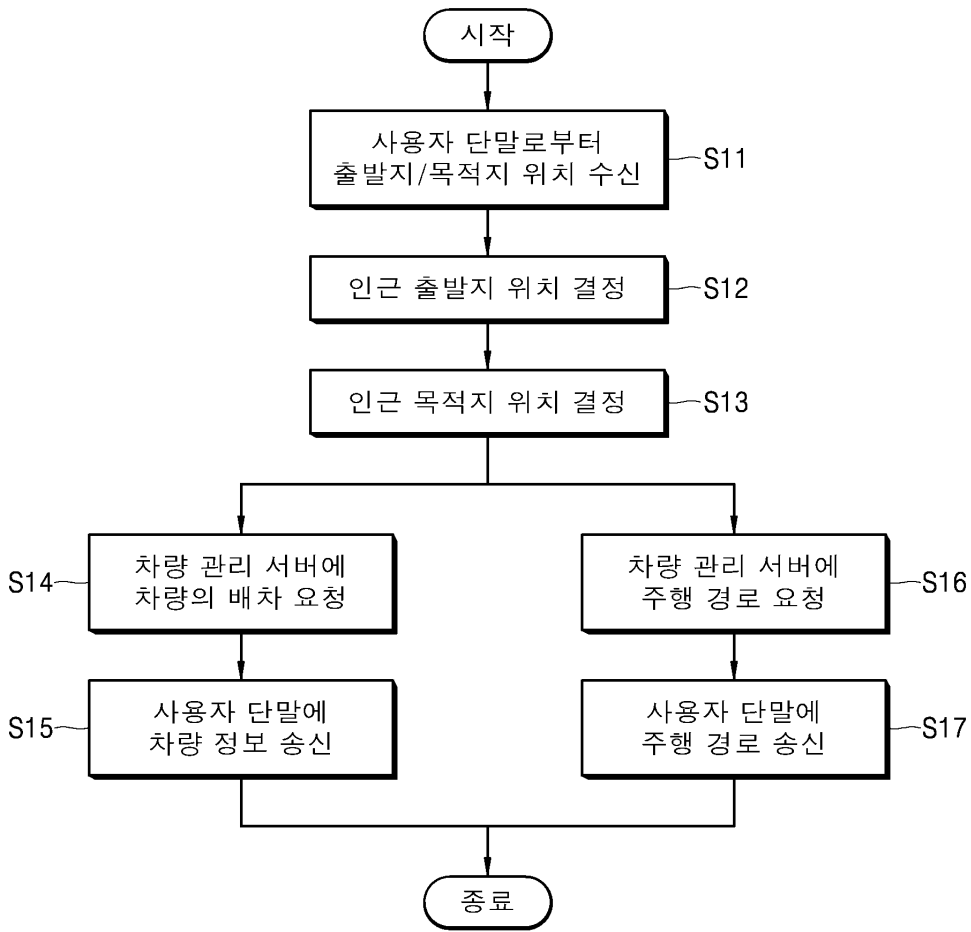 시작
사용자 단말로부터
출발지/목적지 위치 수신
S11
인근 출발지 위치 결정
S12
인근 목적지 위치 결정
S13
S14
차량 관리 서버에
차량의 배차 요청
차량 관리 서버에
주행 경로 요청
S16
S15
사용자 단말에
차량 정보 송신
사용자 단말에
주행 경로 송신
S17
종료